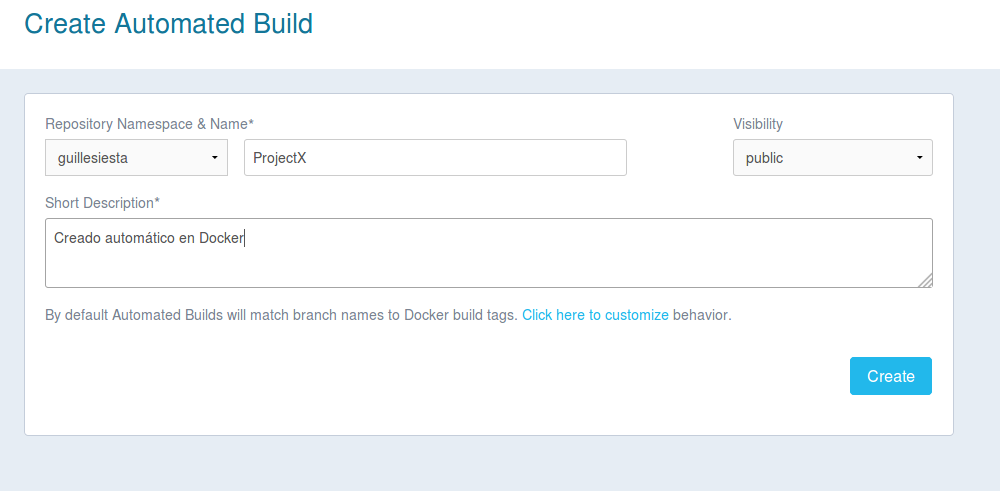 Create Automated Build
Repository Namespace & Name* Visibility
guillesiesta ProjectX public
Short Description*
Creado automático en Docker
By default Automated Builds will match branch names to Docker build tags. Click here to customize behavior.
Create